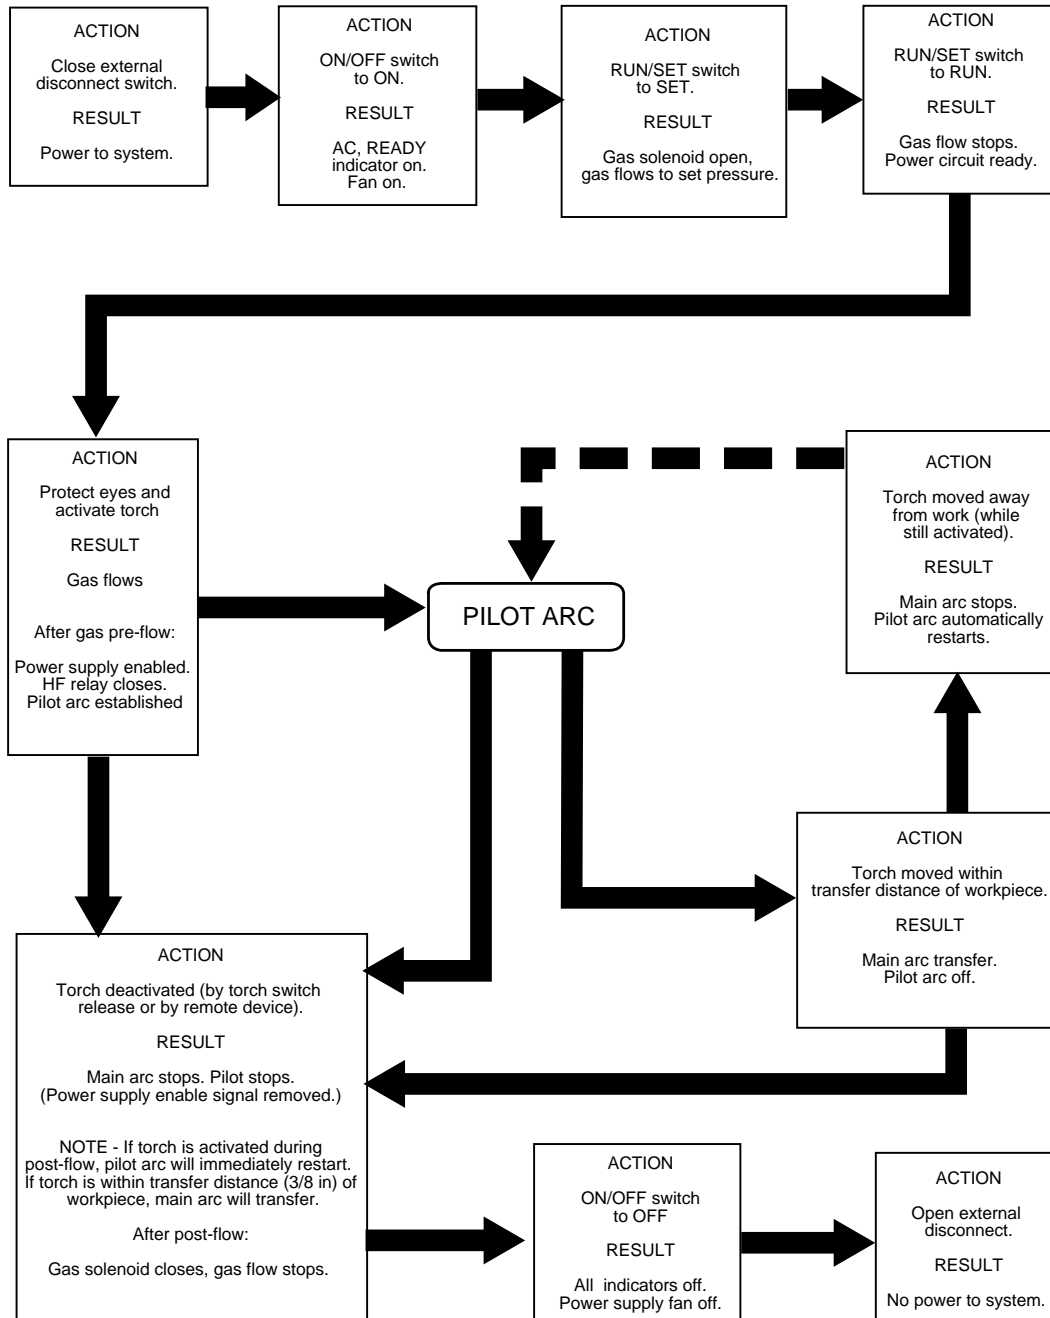 ACTION
Close external
disconnect switch.
RESULT
Power to system.
ACTION
ON/OFF switch
to ON.
RESULT
AC, READY
indicator on.
Fan on.
ACTION
RUN/SET switch
to SET.
RESULT
Gas solenoid open,
gas flows to set pressure.
ACTION
RUN/SET switch
to RUN.
RESULT
Gas flow stops.
Power circuit ready.
ACTION
Protect eyes and
activate torch
RESULT
Gas flows
After gas pre-flow:
Power supply enabled.
HF relay closes.
Pilot arc established
PILOT ARC
ACTION
Torch moved away
from work (while
still activated).
RESULT
Main arc stops.
Pilot arc automatically
restarts.
ACTION
Torch moved within
transfer distance of workpiece.
RESULT
Main arc transfer.
Pilot arc off.
ACTION
Torch deactivated (by torch switch
release or by remote device).
RESULT
Main arc stops. Pilot stops.
(Power supply enable signal removed.)
NOTE - If torch is activated during
post-flow, pilot arc will immediately restart.
If torch is within transfer distance (3/8 in) of
workpiece, main arc will transfer.
After post-flow:
Gas solenoid closes, gas flow stops.
ACTION
ON/OFF switch
to OFF
RESULT
All indicators off.
Power supply fan off.
ACTION
Open external
disconnect.
RESULT
No power to system.